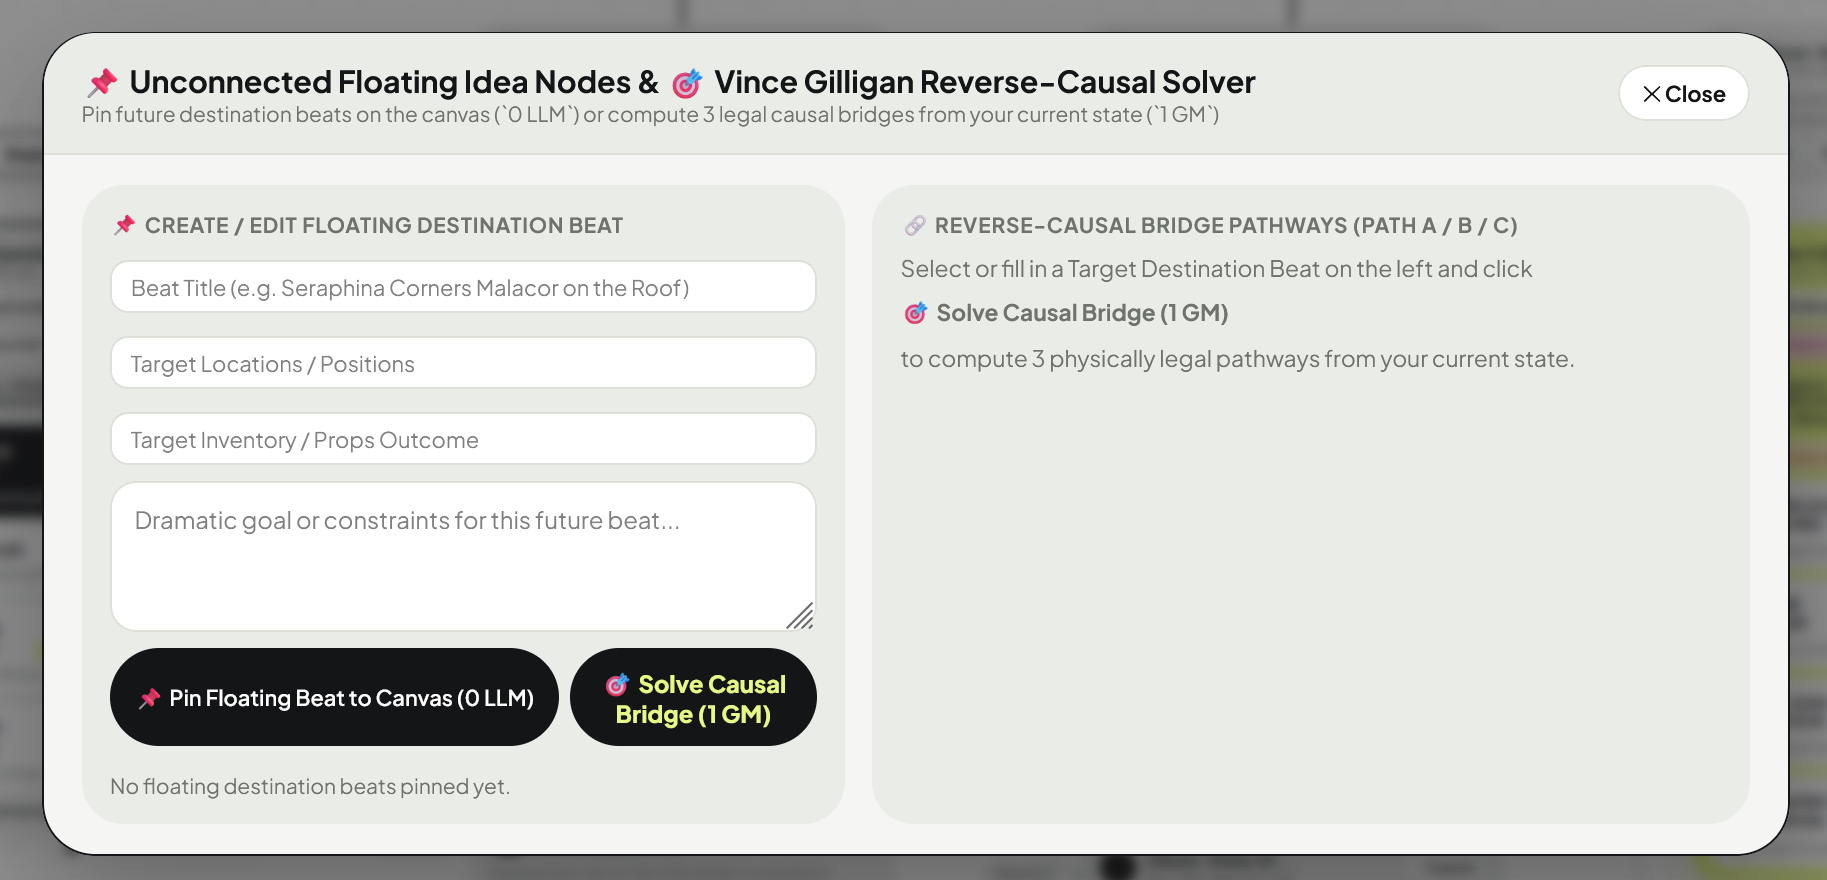 📌 Unconnected Floating Idea Nodes & 🎯 Vince Gilligan Reverse-Causal Solver
Pin future destination beats on the canvas (`0 LLM`) or compute 3 legal causal bridges from your current state (`1 GM`)
× Close
📌 CREATE / EDIT FLOATING DESTINATION BEAT
Beat Title (e.g. Seraphina Corners Malacor on the Roof)
Target Locations / Positions
Target Inventory / Props Outcome
Dramatic goal or constraints for this future beat...
📌 Pin Floating Beat to Canvas (0 LLM)
🎯 Solve Causal
Bridge (1 GM)
No floating destination beats pinned yet.
🔗 REVERSE-CAUSAL BRIDGE PATHWAYS (PATH A / B / C)
Select or fill in a Target Destination Beat on the left and click
🎯 Solve Causal Bridge (1 GM)
to compute 3 physically legal pathways from your current state.